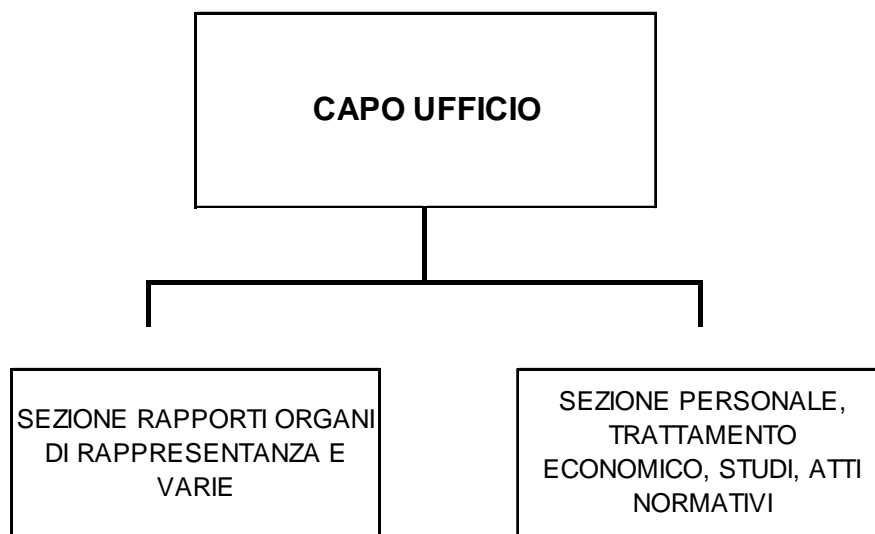 CAPO UFFICIO
SEZIONE RAPPORTI ORGANI
DI RAPPRESENTANZA E
VARIE
SEZIONE PERSONALE,
TRATTAMENTO
ECONOMICO, STUDI, ATTI
NORMATIVI